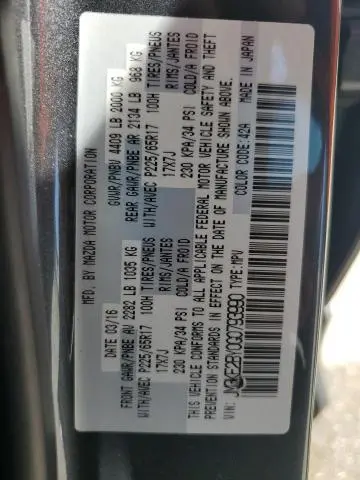 MFD. BY MAZDA MOTOR CORPORATION
DATE 03/16 GVWR/PNBV 4409 LB 2000 KG
FRONT GAWR/PNBE AV 2282 LB 1035 KG REAR GAWR/PNBE AR 2134 LB 968 KG
WITH/AVEC P225/65R17 100H TIRES/PNEUS WITH/AVEC P225/65R17 100H TIRES/PNEUS
17X7J RIMS/JANTES 17X7J RIMS/JANTES
230 KPA/34 PSI COLD/A FROID 230 KPA/34 PSI COLD/A FROID
THIS VEHICLE CONFORMS TO ALL APPLICABLE FEDERAL MOTOR VEHICLE SAFETY AND THEFT
PREVENTION STANDARDS IN EFFECT ON THE DATE OF MANUFACTURE SHOWN ABOVE.
VIN: TYPE: MPV COLOR CODE: 42A MADE IN JAPAN